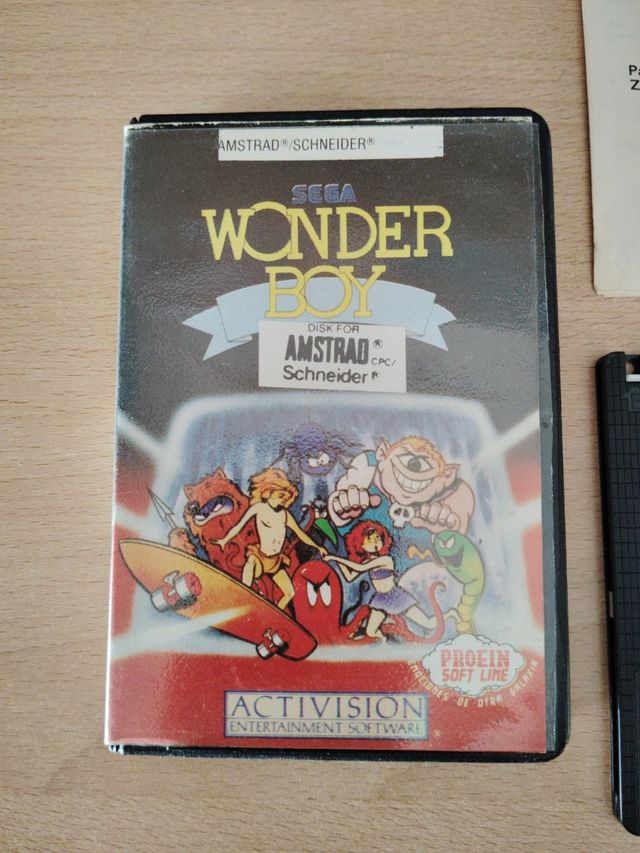 AMSTRAD®/SCHNEIDER®
SEGA
WONDER
BOY
DISK FOR
AMSTRAD® CPC/
Schneider®
PROEIN
SOFT LINE
DE OTRA GALAXIA
ACTIVISION
ENTERTAINMENT SOFTWARE®